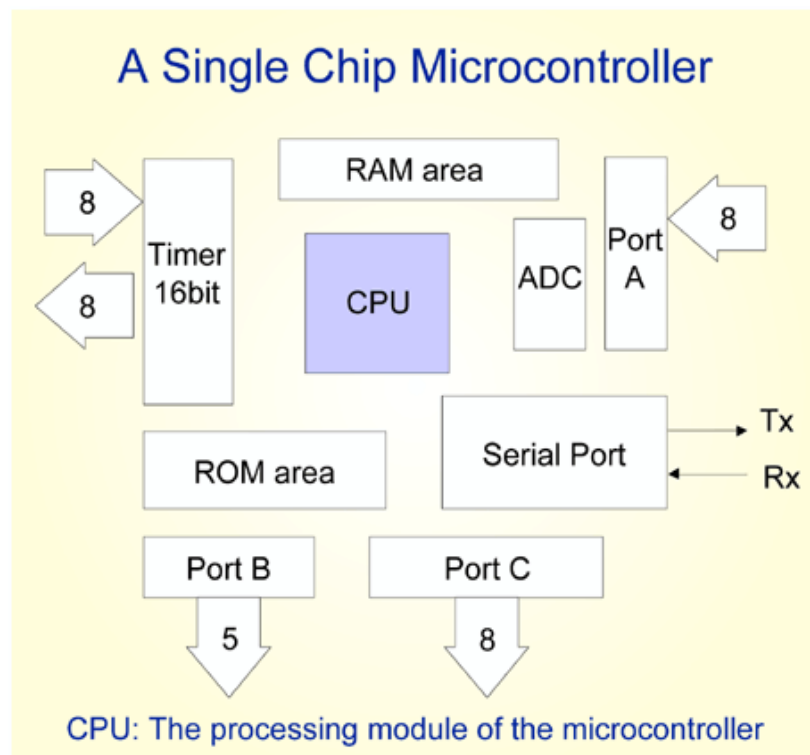 A Single Chip Microcontroller
RAM area
8
8
Timer
16bit
8
CPU
ADC
Port
A
Tx
Serial Port
Rx
ROM area
Port B
Port C
5
8
CPU: The processing module of the microcontroller